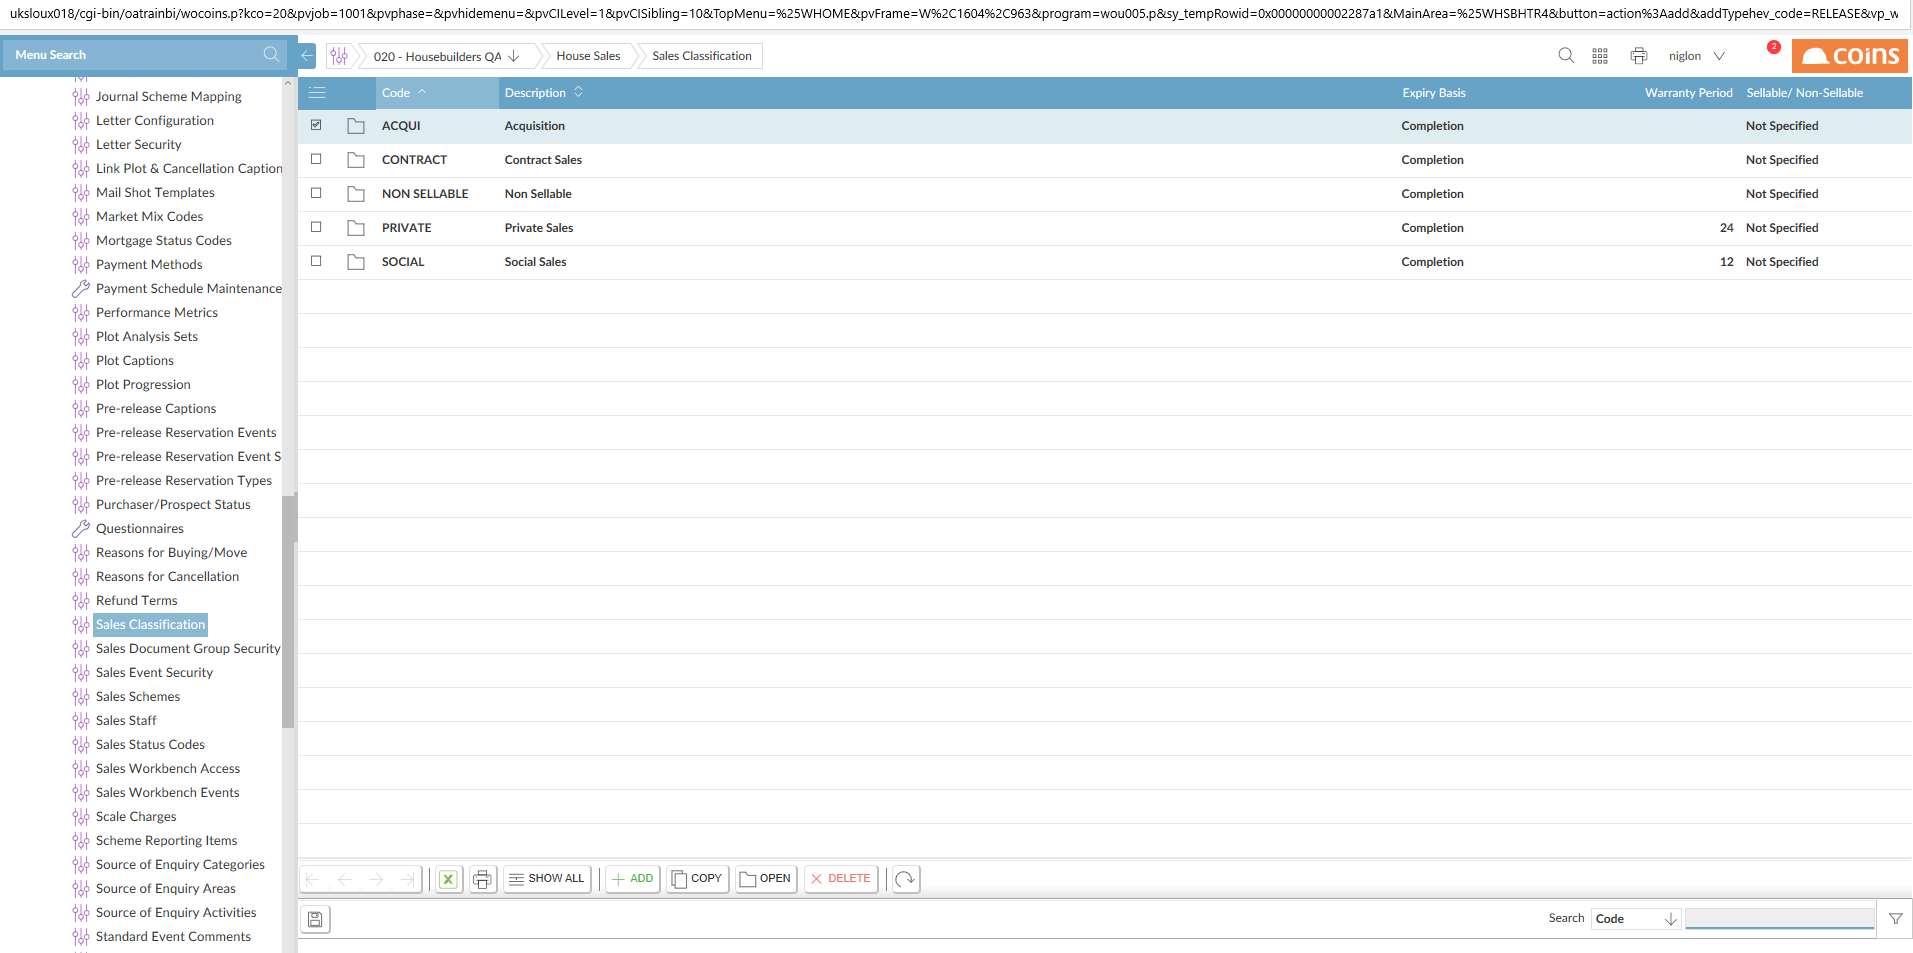 uksloux018/cgi-bin/oatrainbi/wocoins.p?kco=20&pvjob=1001&pvphase=&pvhidemenu=&pvCILevel=1&pvCISibling=10&TopMenu=%25WHOME&pvFrame=W%2C1604%2C963&program=wou005.p&sy_tempRowid=0x00000000002287a1&MainArea=%25WHSBHTR4&button=action%3Aadd&addTypehev_code=RELEASE&vp_w
Menu Search
020 - Housebuilders QA
House Sales
Sales Classification
niglon
2
coins
Journal Scheme Mapping
Letter Configuration
Letter Security
Link Plot & Cancellation Caption
Mail Shot Templates
Market Mix Codes
Mortgage Status Codes
Payment Methods
Payment Schedule Maintenance
Performance Metrics
Plot Analysis Sets
Plot Captions
Plot Progression
Pre-release Captions
Pre-release Reservation Events
Pre-release Reservation Event S
Pre-release Reservation Types
Purchaser/Prospect Status
Questionnaires
Reasons for Buying/Move
Reasons for Cancellation
Refund Terms
Sales Classification
Sales Document Group Security
Sales Event Security
Sales Schemes
Sales Staff
Sales Status Codes
Sales Workbench Access
Sales Workbench Events
Scale Charges
Scheme Reporting Items
Source of Enquiry Categories
Source of Enquiry Areas
Source of Enquiry Activities
Standard Event Comments
Code Description Expiry Basis Warranty Period Sellable/ Non-Sellable
ACQUI Acquisition Completion Not Specified
CONTRACT Contract Sales Completion Not Specified
NON SELLABLE Non Sellable Completion Not Specified
PRIVATE Private Sales Completion 24 Not Specified
SOCIAL Social Sales Completion 12 Not Specified
SHOW ALL ADD COPY OPEN DELETE
Search Code